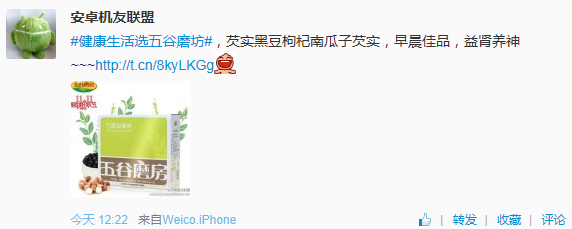 安卓机友联盟
#健康生活选五谷磨坊#，芡实黑豆枸杞南瓜子芡实，早晨佳品，益肾养神
~~~http://t.cn/8kyLKGg
五谷磨房
今天 12:22 来自Weico.iPhone
转发 | 收藏 | 评论